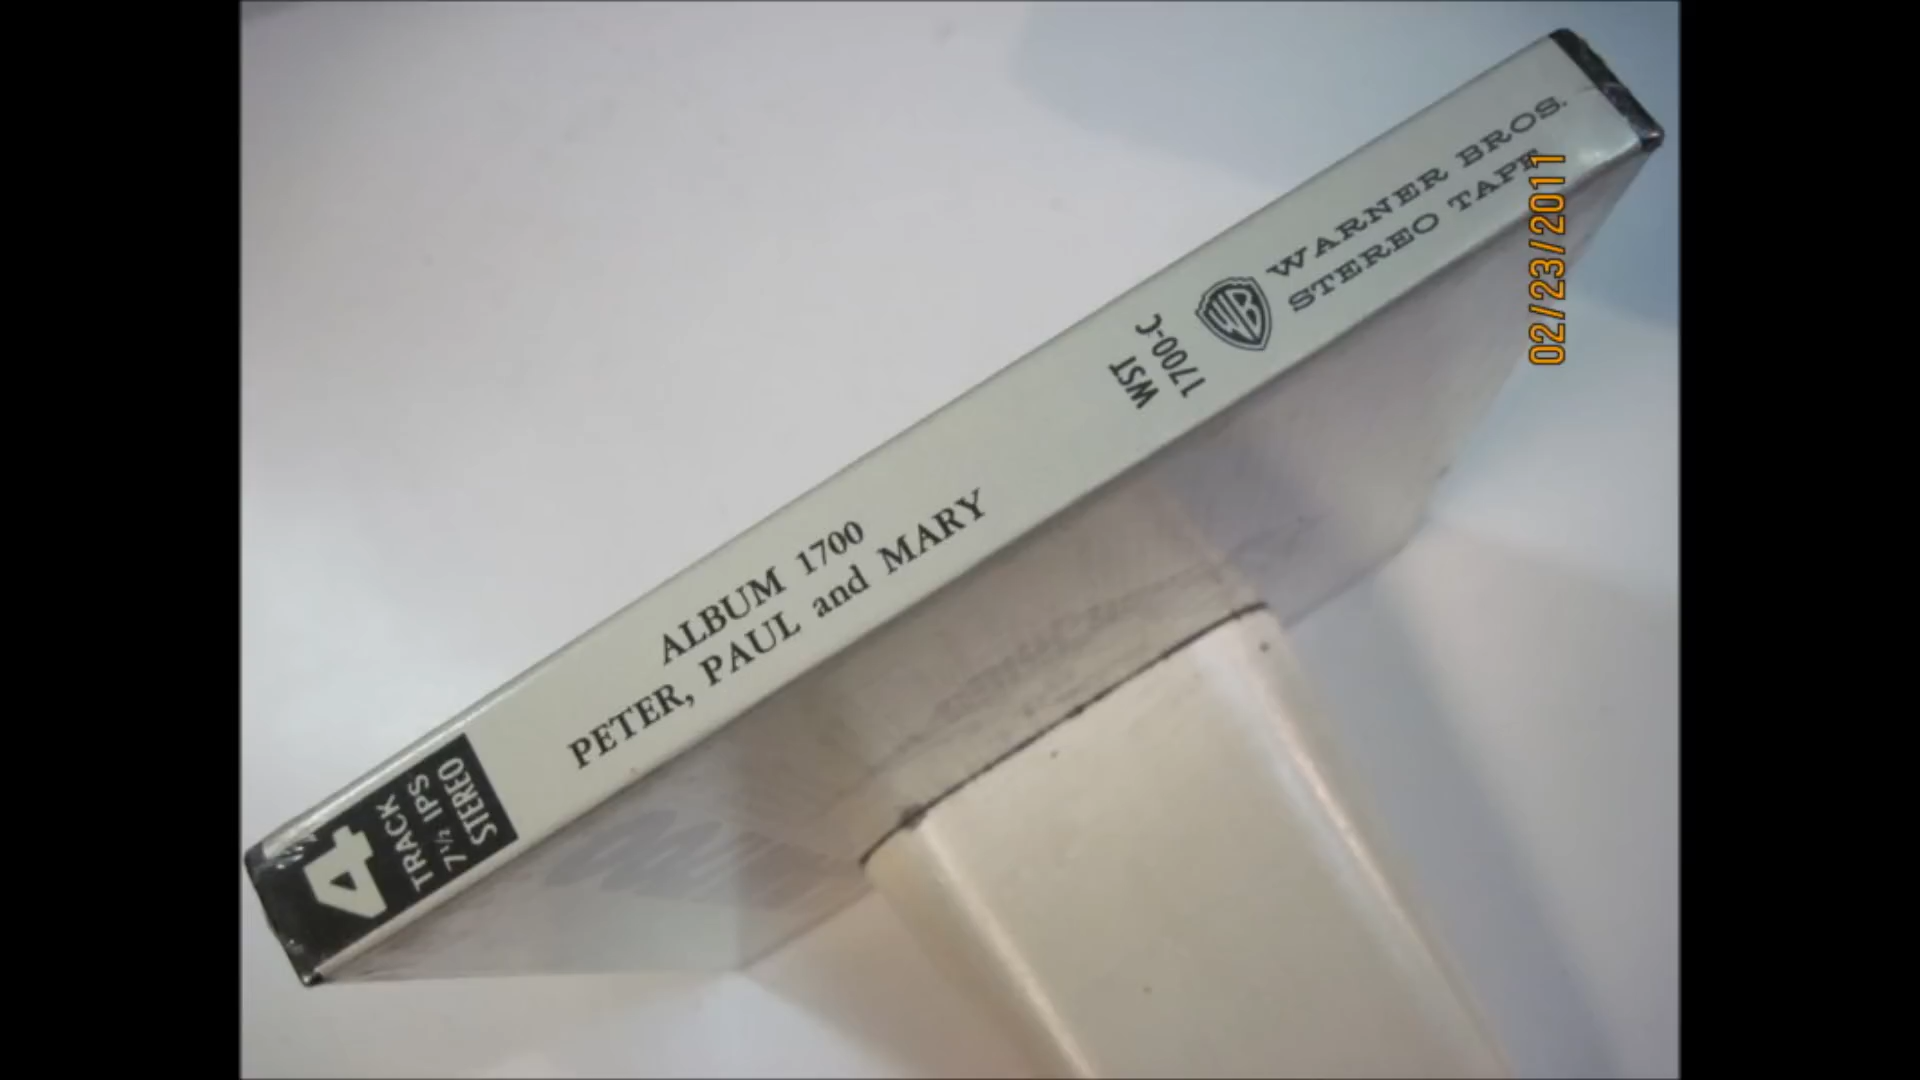 4
TRACK
7½ IPS
STEREO
ALBUM 1700
PETER, PAUL and MARY
WST
1700-C
WB
WARNER BROS.
STEREO TAPE
02/23/2011